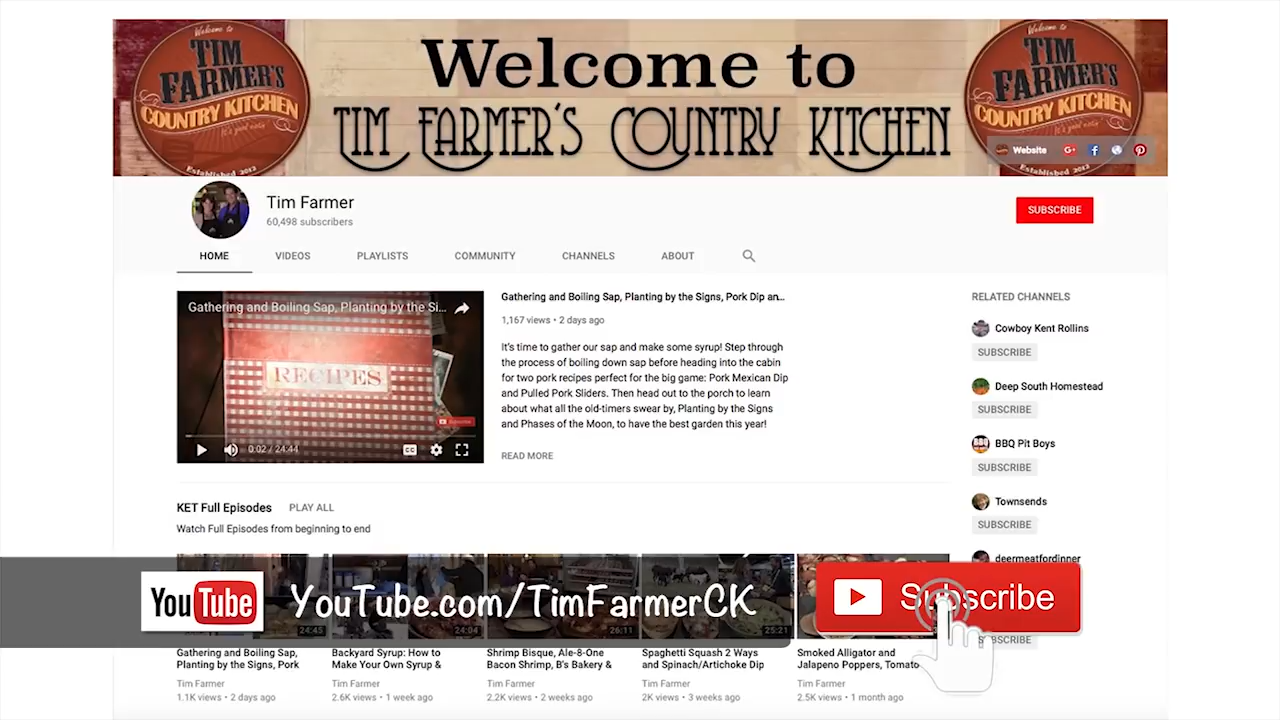 Welcome to
TIM
FARMER'S
COUNTRY KITCHEN
It's good eatin'
Established 2012
Welcome to
TIM FARMER'S COUNTRY KITCHEN
Welcome to
TIM
FARMER'S
COUNTRY KITCHEN
Established 2012
Website
Tim Farmer
60,498 subscribers
SUBSCRIBE
HOME VIDEOS PLAYLISTS COMMUNITY CHANNELS ABOUT
Gathering and Boiling Sap, Planting by the Si...
RECIPES
Subscribe
0:02 / 24:44
CC
Gathering and Boiling Sap, Planting by the Signs, Pork Dip an...
1,167 views • 2 days ago
It's time to gather our sap and make some syrup! Step through
the process of boiling down sap before heading into the cabin
for two pork recipes perfect for the big game: Pork Mexican Dip
and Pulled Pork Sliders. Then head out to the porch to learn
about what all the old-timers swear by, Planting by the Signs
and Phases of the Moon, to have the best garden this year!
READ MORE
RELATED CHANNELS
Cowboy Kent Rollins
SUBSCRIBE
Deep South Homestead
SUBSCRIBE
BBQ Pit Boys
SUBSCRIBE
Townsends
SUBSCRIBE
deermeatfordinner
SUBSCRIBE
KET Full Episodes PLAY ALL
Watch Full Episodes from beginning to end
YouTube YouTube.com/TimFarmerCK Subscribe
24:45 24:04 26:11 25:21
Gathering and Boiling Sap,
Planting by the Signs, Pork
Tim Farmer
1.1K views • 2 days ago
Backyard Syrup: How to
Make Your Own Syrup &
Tim Farmer
2.6K views • 1 week ago
Shrimp Bisque, Ale-8-One
Bacon Shrimp, B's Bakery &
Tim Farmer
2.2K views • 2 weeks ago
Spaghetti Squash 2 Ways
and Spinach/Artichoke Dip
Tim Farmer
2K views • 3 weeks ago
Smoked Alligator and
Jalapeno Poppers, Tomato
Tim Farmer
2.5K views • 1 month ago